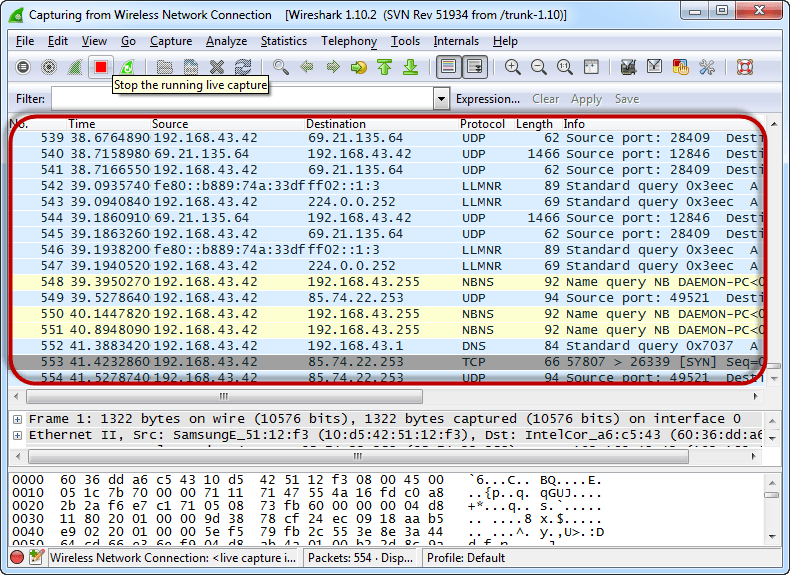 Capturing from Wireless Network Connection [Wireshark 1.10.2 (SVN Rev 51934 from /trunk-1.10)]
File Edit View Go Capture Analyze Statistics Telephony Tools Internals Help
Stop the running live capture
Filter: Expression... Clear Apply Save
No. Time Source Destination Protocol Length Info
539 38.6764890 192.168.43.42 69.21.135.64 UDP 62 Source port: 28409 Desti
540 38.7158980 69.21.135.64 192.168.43.42 UDP 1466 Source port: 12846 Desti
541 38.7166550 192.168.43.42 69.21.135.64 UDP 62 Source port: 28409 Desti
542 39.0935740 fe80::b889:74a:33df ff02::1:3 LLMNR 89 Standard query 0x3eec A
543 39.0940840 192.168.43.42 224.0.0.252 LLMNR 69 Standard query 0x3eec A
544 39.1860910 69.21.135.64 192.168.43.42 UDP 1466 Source port: 12846 Desti
545 39.1863260 192.168.43.42 69.21.135.64 UDP 62 Source port: 28409 Desti
546 39.1938200 fe80::b889:74a:33df ff02::1:3 LLMNR 89 Standard query 0x3eec A
547 39.1940520 192.168.43.42 224.0.0.252 LLMNR 69 Standard query 0x3eec A
548 39.3950270 192.168.43.42 192.168.43.255 NBNS 92 Name query NB DAEMON-PC<0
549 39.5278640 192.168.43.42 85.74.22.253 UDP 94 Source port: 49521 Desti
550 40.1447820 192.168.43.42 192.168.43.255 NBNS 92 Name query NB DAEMON-PC<0
551 40.8948090 192.168.43.42 192.168.43.255 NBNS 92 Name query NB DAEMON-PC<0
552 41.3883420 192.168.43.42 192.168.43.1 DNS 84 Standard query 0x7037 A
553 41.4232860 192.168.43.42 85.74.22.253 TCP 66 57807 > 26339 [SYN] Seq=0
554 41.5278740 192.168.43.42 85.74.22.253 UDP 94 Source port: 49521 Desti
Frame 1: 1322 bytes on wire (10576 bits), 1322 bytes captured (10576 bits) on interface 0
Ethernet II, Src: SamsungE_51:12:f3 (10:d5:42:51:12:f3), Dst: IntelCor_a6:c5:43 (60:36:dd:a6
0000 60 36 dd a6 c5 43 10 d5 42 51 12 f3 08 00 45 00 `6...C.. BQ....E.
0010 05 1c 7b 70 00 00 71 11 71 47 55 4a 16 fd c0 a8 ..{p..q. qGUJ....
0020 2b 2a f6 e7 c1 71 05 08 73 fb 60 00 00 00 04 d8 +*...q.. s.`.....
0030 11 80 20 01 00 00 9d 38 78 cf 24 ec 09 18 aa b5 .. ....8 x.$.....
0040 e9 02 20 01 00 00 5e f5 79 fb 2c 55 3e 8e 3a 44 .. ...^. y.,U>.:D
Wireless Network Connection: <live capture i... Packets: 554 · Disp... Profile: Default